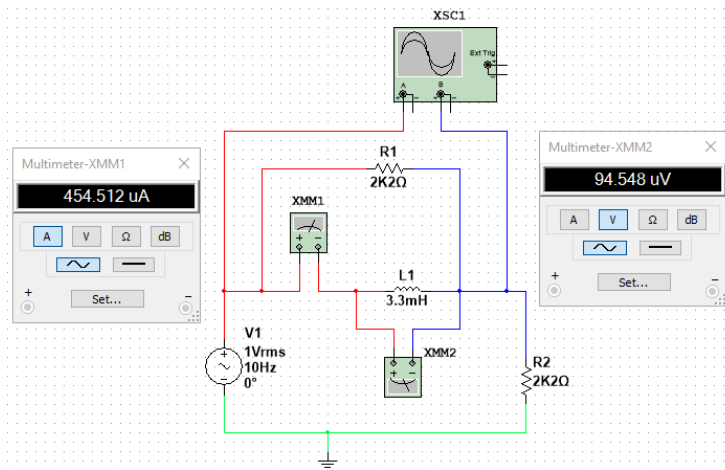 XSC1
Ext Trig
+
−
A
B
+ − + −
Multimeter-XMM1
454.512 uA
A V Ω dB
Set...
+ −
R1
2K2Ω
XMM1
+ −
L1
3.3mH
XMM2
+ −
V1
1Vrms
10Hz
0°
+
−
R2
2K2Ω
Multimeter-XMM2
94.548 uV
A V Ω dB
Set...
+ −